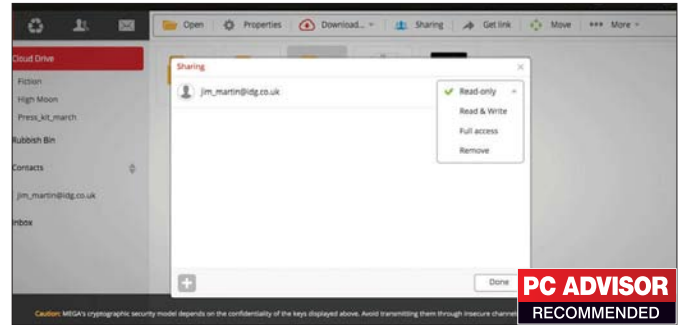 Open Properties Download... Sharing Get link Move More
Cloud Drive
Fiction
High Moon
Press_kit_march
Rubbish Bin
Contacts
jim_martin@idg.co.uk
Inbox
Sharing
jim_martin@idg.co.uk
Read-only
Read & Write
Full access
Remove
Done
Caution: MEGA's cryptographic security model depends on the confidentiality of the keys displayed above. Avoid transmitting them through insecure channel
PC ADVISOR
RECOMMENDED